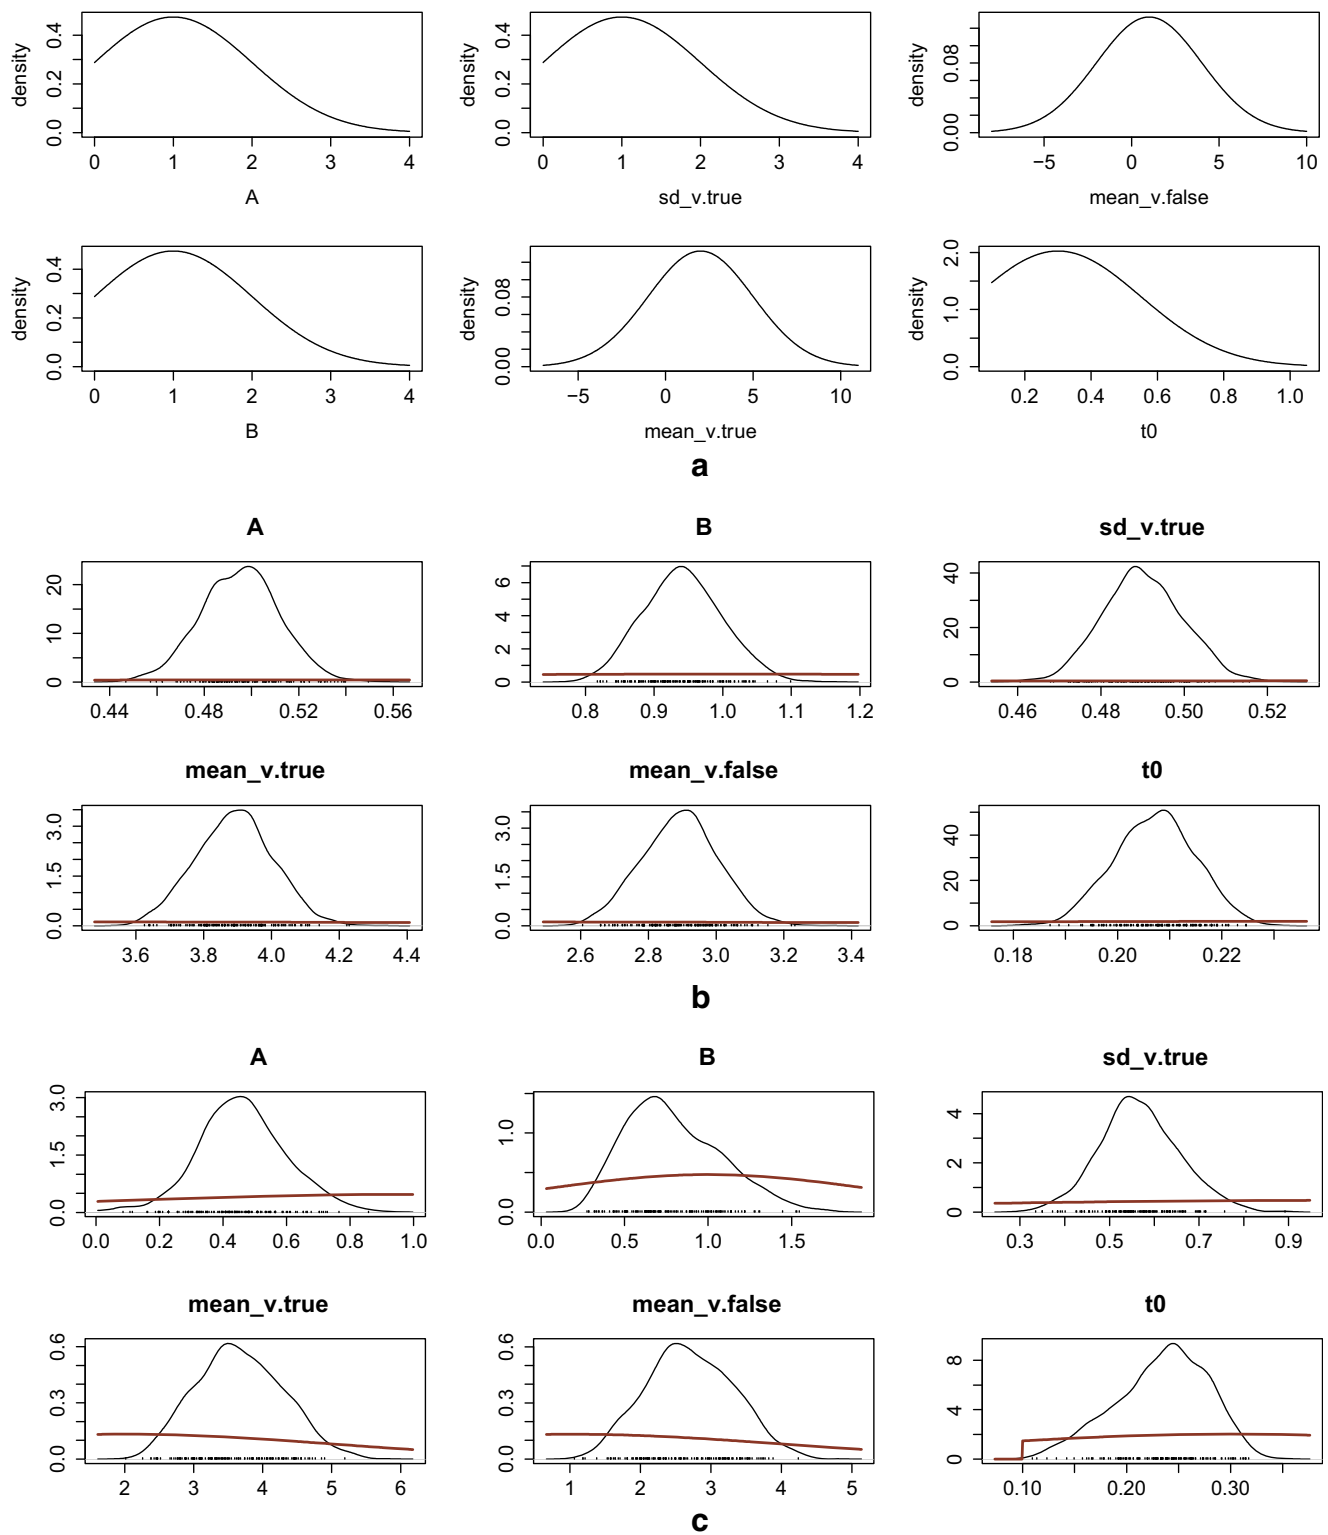 density
0.0 0.2 0.4
0 1 2 3 4
A
density
0.0 0.2 0.4
0 1 2 3 4
sd_v.true
density
0.00 0.08
−5 0 5 10
mean_v.false
density
0.0 0.2 0.4
0 1 2 3 4
B
density
0.00 0.08
−5 0 5 10
mean_v.true
density
0.0 1.0 2.0
0.2 0.4 0.6 0.8 1.0
t0
a
A
0 10 20
0.44 0.48 0.52 0.56
B
0 2 4 6
0.8 0.9 1.0 1.1 1.2
sd_v.true
0 20 40
0.46 0.48 0.50 0.52
mean_v.true
0.0 1.5 3.0
3.6 3.8 4.0 4.2 4.4
mean_v.false
0.0 1.5 3.0
2.6 2.8 3.0 3.2 3.4
t0
0 20 40
0.18 0.20 0.22
b
A
0.0 1.5 3.0
0.0 0.2 0.4 0.6 0.8 1.0
B
0.0 1.0
0.0 0.5 1.0 1.5
sd_v.true
0 2 4
0.3 0.5 0.7 0.9
mean_v.true
0.0 0.3 0.6
2 3 4 5 6
mean_v.false
0.0 0.3 0.6
1 2 3 4 5
t0
0 4 8
0.10 0.20 0.30
c